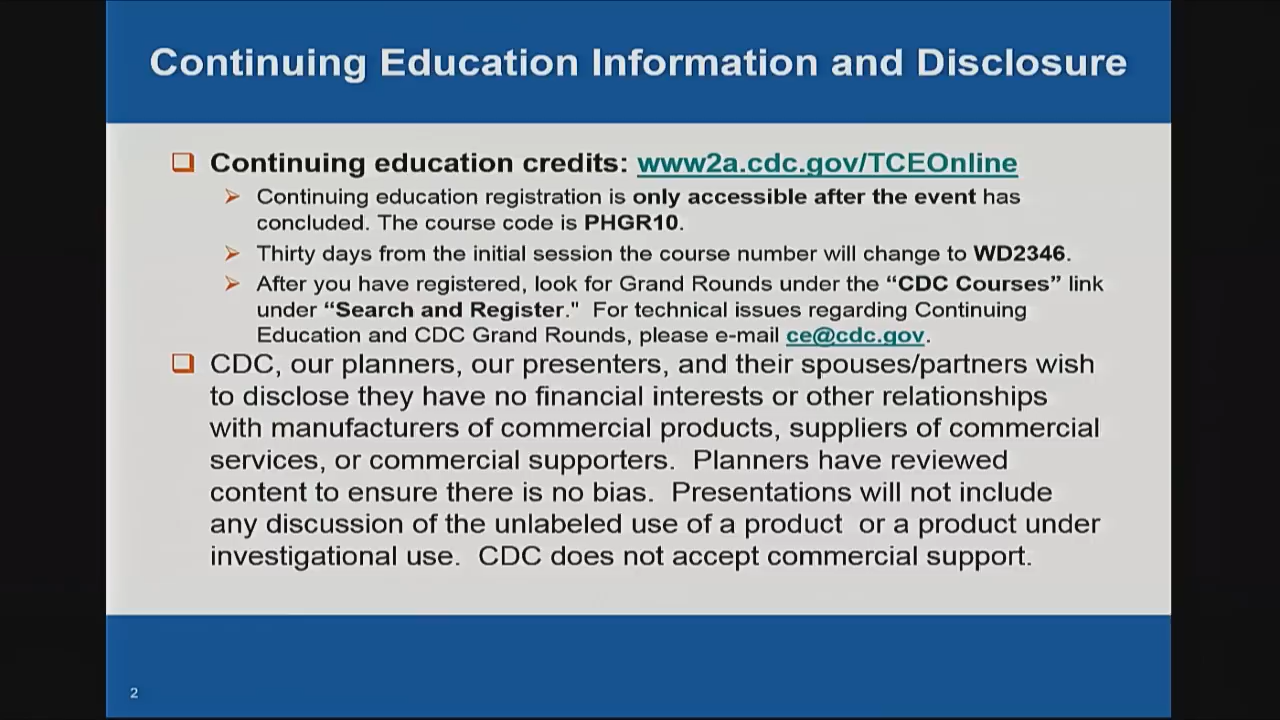 Continuing Education Information and Disclosure
Continuing education credits: www2a.cdc.gov/TCEOnline
Continuing education registration is only accessible after the event has
concluded. The course code is PHGR10.
Thirty days from the initial session the course number will change to WD2346.
After you have registered, look for Grand Rounds under the “CDC Courses” link
under “Search and Register."  For technical issues regarding Continuing
Education and CDC Grand Rounds, please e-mail ce@cdc.gov.
CDC, our planners, our presenters, and their spouses/partners wish
to disclose they have no financial interests or other relationships
with manufacturers of commercial products, suppliers of commercial
services, or commercial supporters.  Planners have reviewed
content to ensure there is no bias.  Presentations will not include
any discussion of the unlabeled use of a product  or a product under
investigational use.  CDC does not accept commercial support.
2